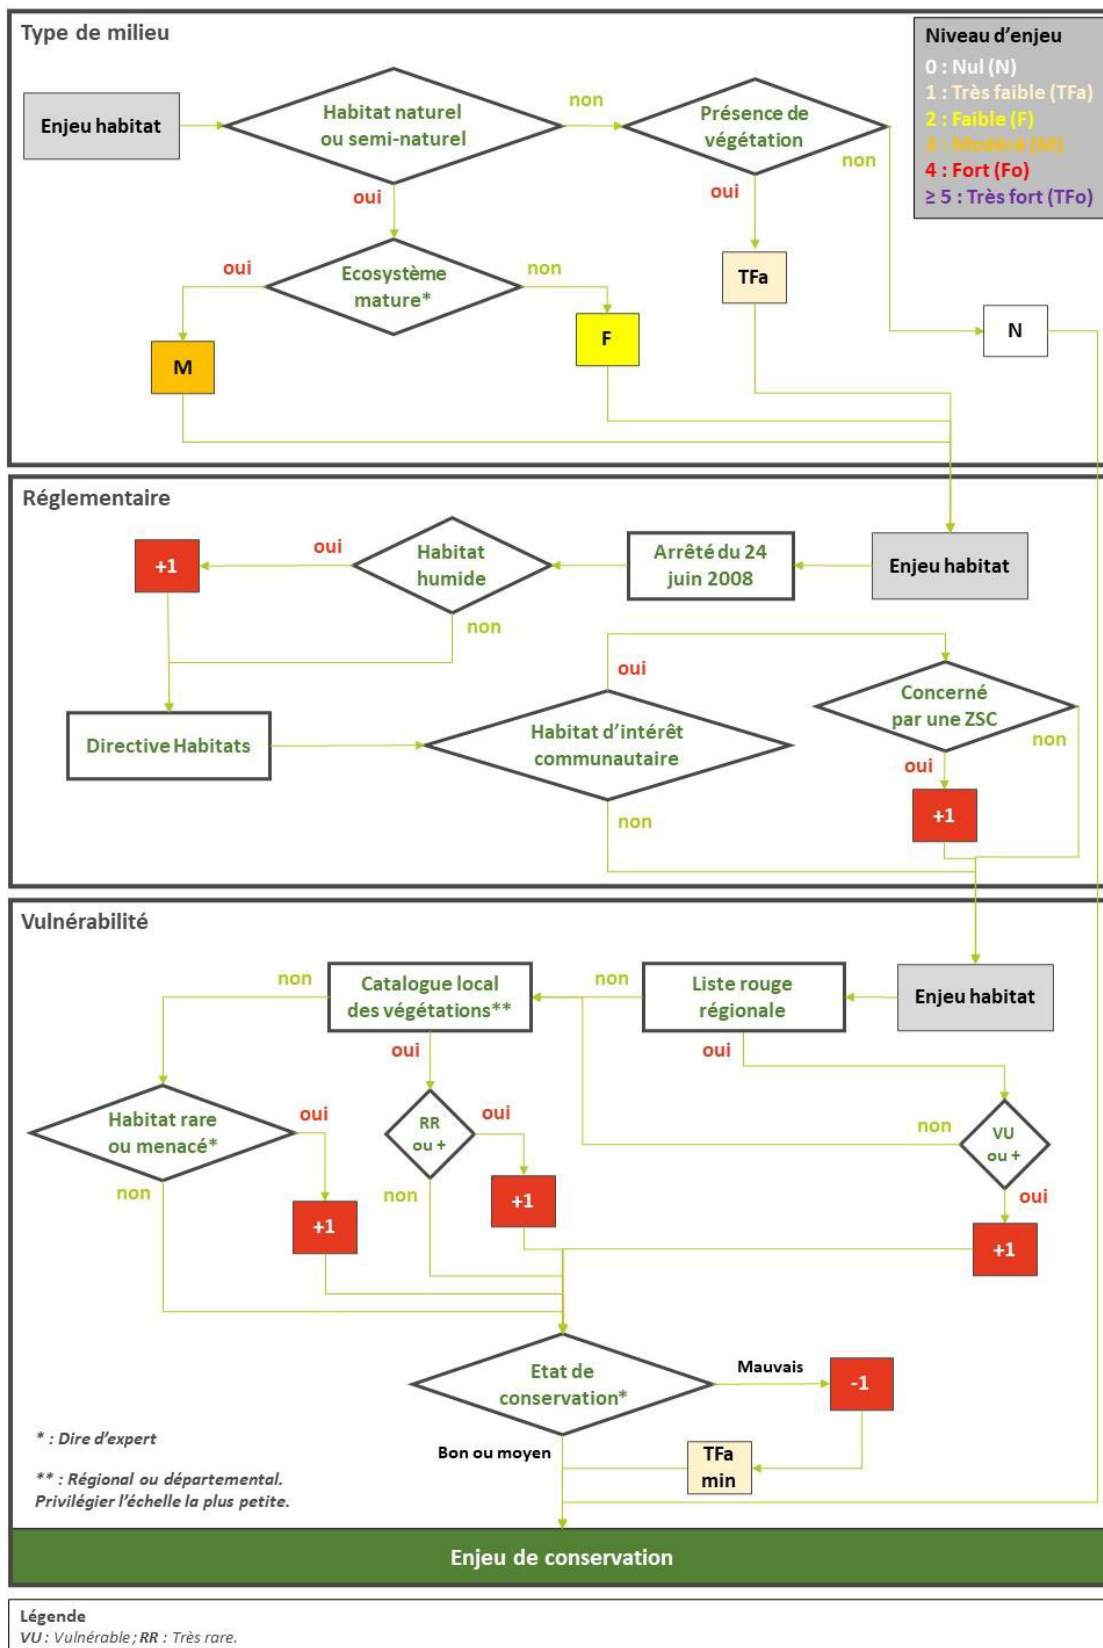 Type de milieu
Niveau d'enjeu
0 : Nul (N)
1 : Très faible (TFa)
2 : Faible (F)
3 : Modéré (M)
4 : Fort (Fo)
≥ 5 : Très fort (TFo)
Enjeu habitat
Habitat naturel
ou semi-naturel
non
Présence de
végétation
non
oui
oui
oui
Ecosystème
mature*
non
TFa
M
F
N
Réglementaire
+1
oui
Habitat
humide
Arrêté du 24
juin 2008
Enjeu habitat
non
oui
Concerné
par une ZSC
non
Directive Habitats
Habitat d'intérêt
communautaire
oui
non
+1
Vulnérabilité
non
Catalogue local
des végétations**
non
Liste rouge
régionale
Enjeu habitat
oui
oui
Habitat rare
ou menacé*
oui
RR
ou +
oui
non
VU
ou +
non
non
oui
+1
+1
+1
Etat de
conservation*
Mauvais
-1
* : Dire d'expert
Bon ou moyen
TFa
min
** : Régional ou départemental.
Privilégier l'échelle la plus petite.
Enjeu de conservation
Légende
VU : Vulnérable ; RR : Très rare.